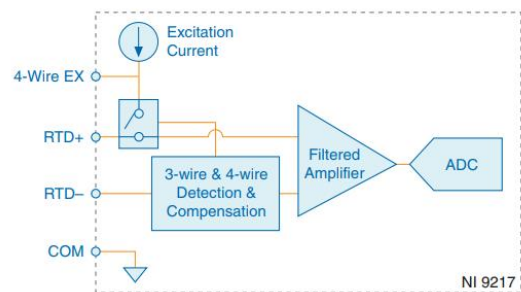 Excitation
Current
4-Wire EX
RTD+
RTD–
COM
3-wire & 4-wire
Detection &
Compensation
Filtered
Amplifier
ADC
NI 9217